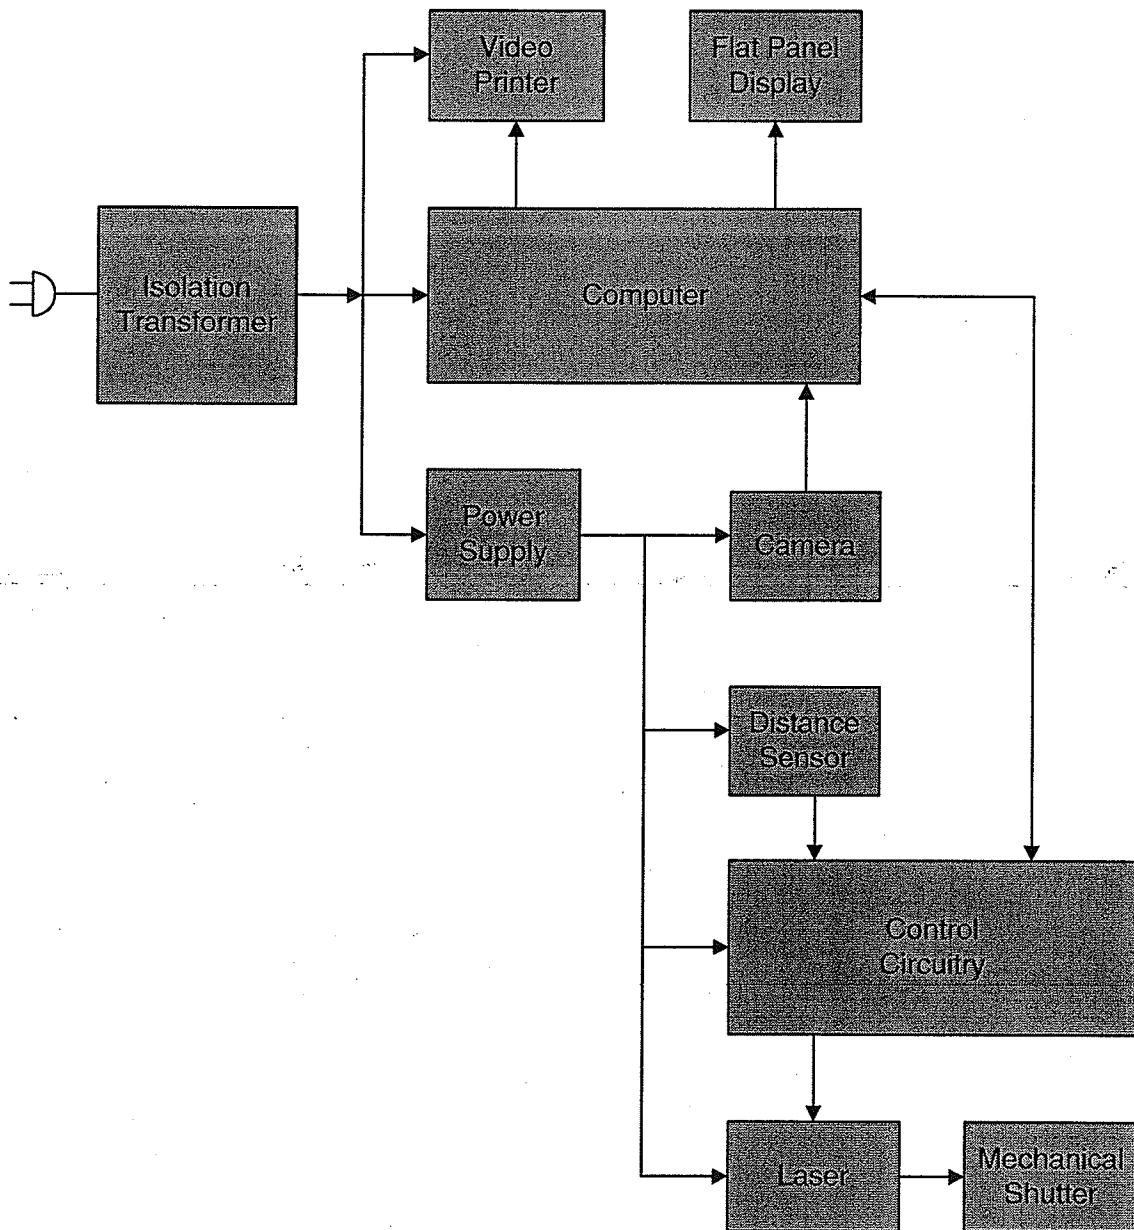 Video
Printer
Flat Panel
Display
Isolation
Transformer
Computer
Power
Supply
Camera
Distance
Sensor
Control
Circuitry
Laser
Mechanical
Shutter